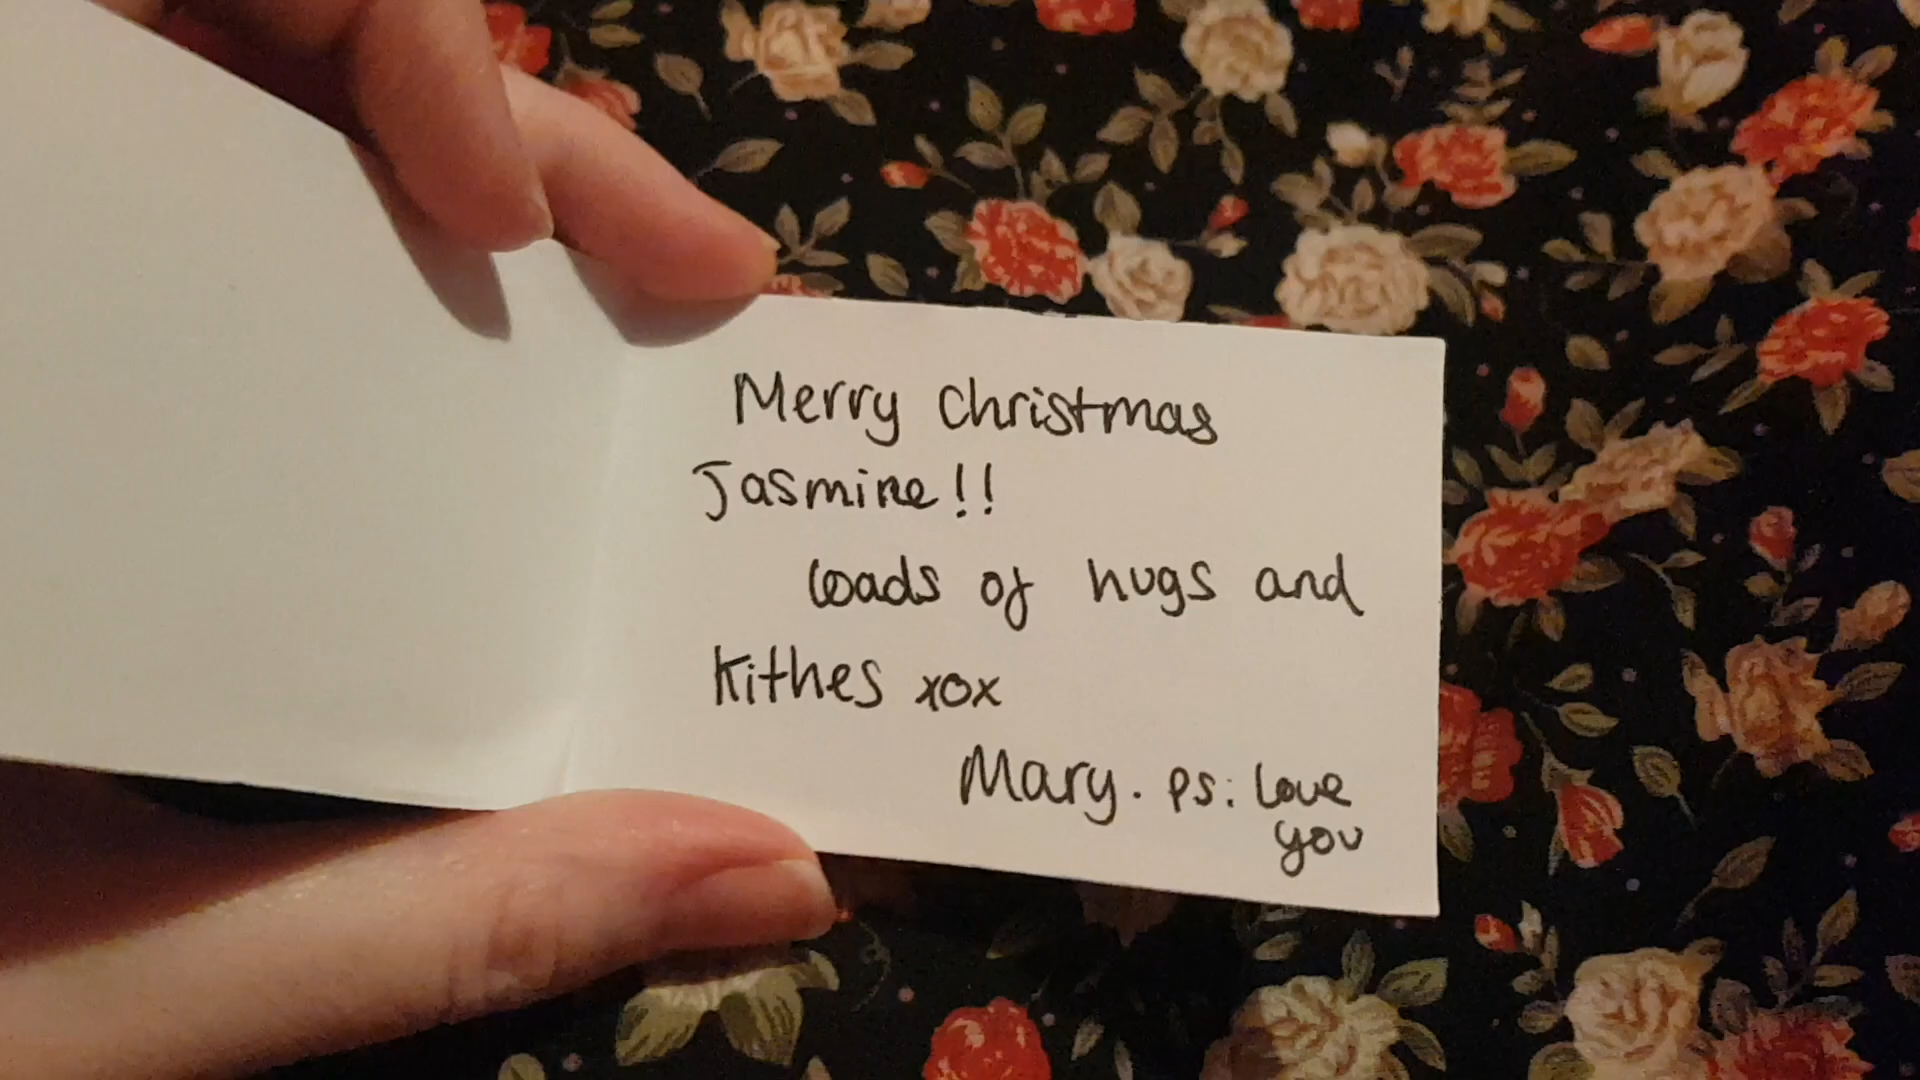 Merry Christmas
Jasmine!!
loads of hugs and
Kithes xox
Mary. ps: love
you